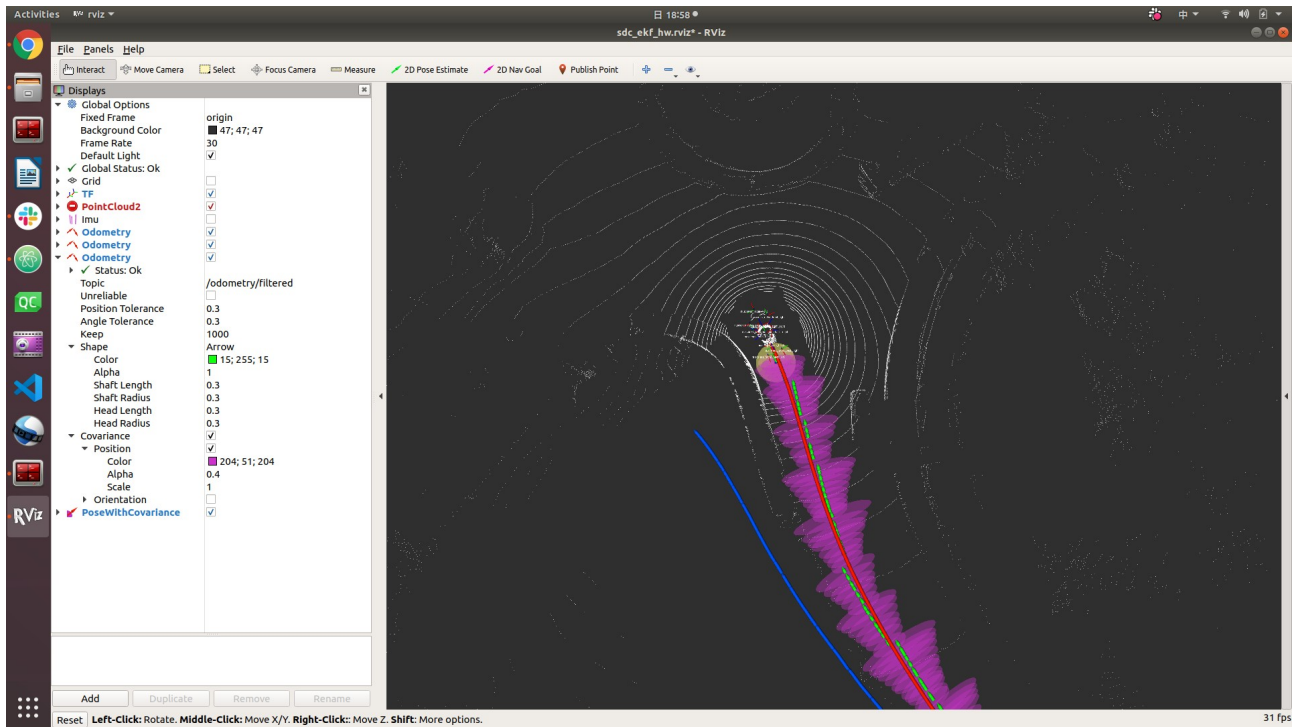 Activities RViz rviz 日 18:58 中
sdc_ekf_hw.rviz* - RViz
File Panels Help
Interact Move Camera Select Focus Camera Measure 2D Pose Estimate 2D Nav Goal Publish Point
Displays
Global Options
Fixed Frame origin
Background Color 47; 47; 47
Frame Rate 30
Default Light
Global Status: Ok
Grid
TF
PointCloud2
Imu
Odometry
Odometry
Odometry
Status: Ok
Topic /odometry/filtered
Unreliable
Position Tolerance 0.3
Angle Tolerance 0.3
Keep 1000
Shape Arrow
Color 15; 255; 15
Alpha 1
Shaft Length 0.3
Shaft Radius 0.3
Head Length 0.3
Head Radius 0.3
Covariance
Position
Color 204; 51; 204
Alpha 0.4
Scale 1
Orientation
PoseWithCovariance
QC
RViz
Add Duplicate Remove Rename
Reset Left-Click: Rotate. Middle-Click: Move X/Y. Right-Click:: Move Z. Shift: More options. 31 fps